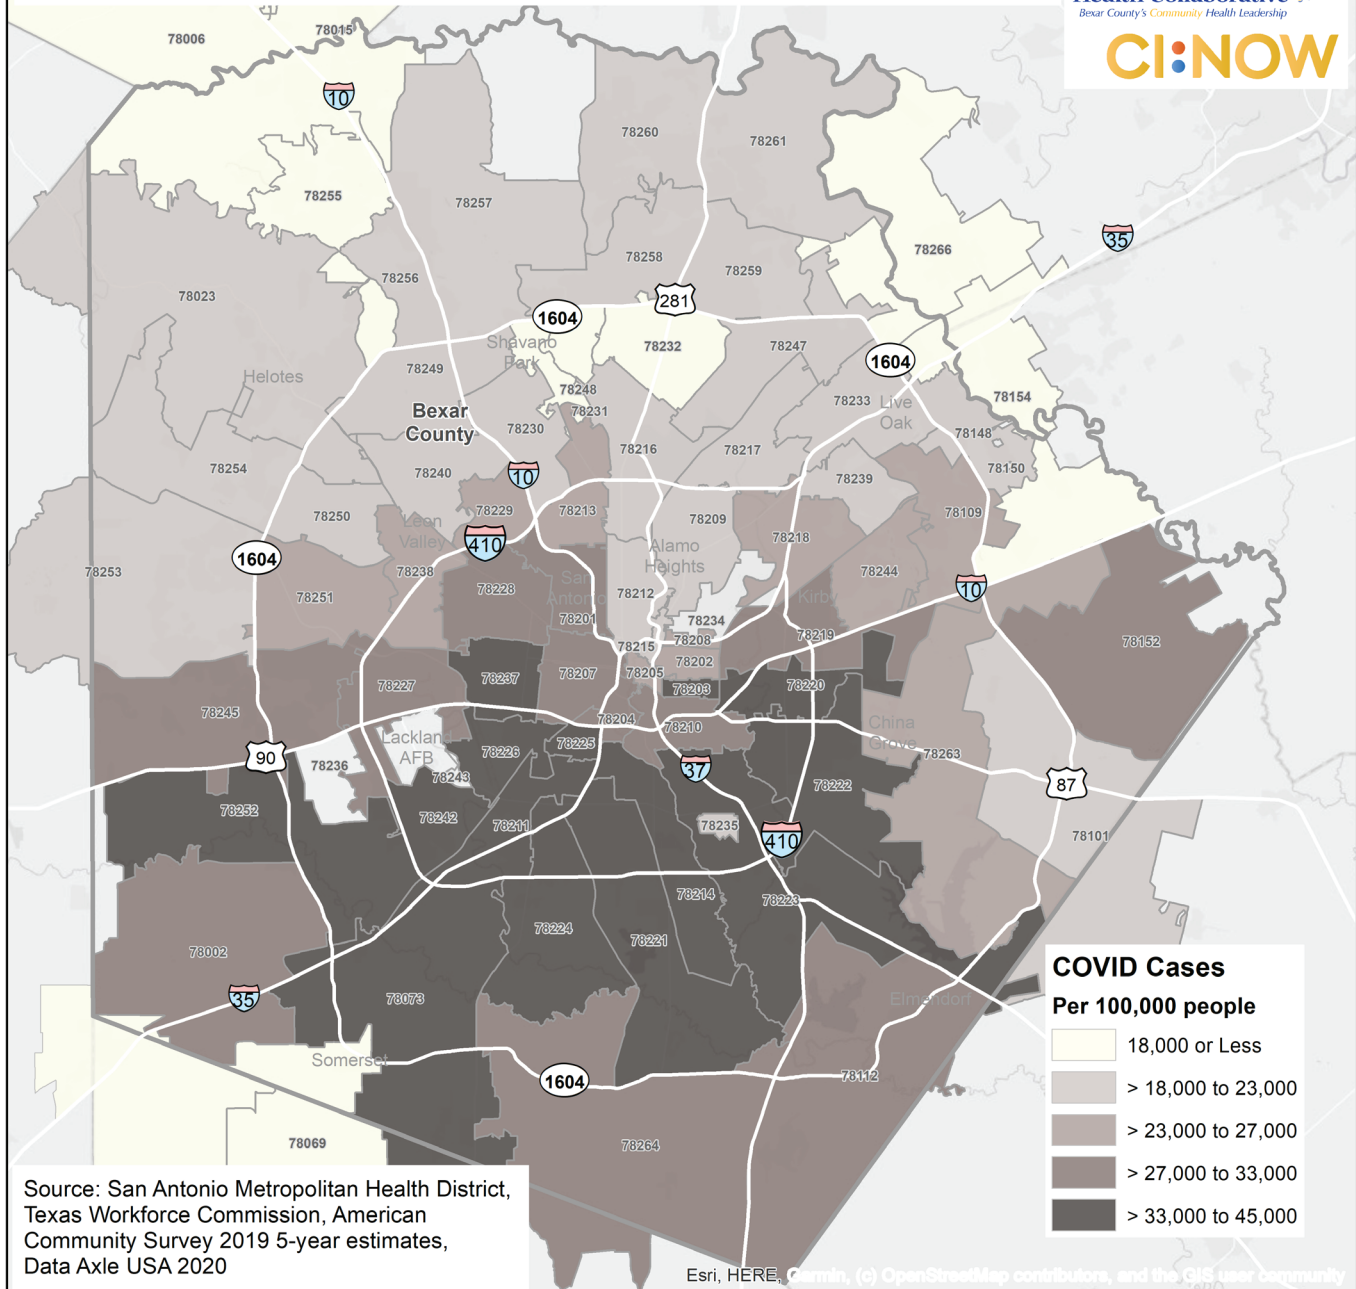 Health Collaborative
Bexar County's Community Health Leadership
CI:NOW
78006
78015
10
78260
78261
78255
78257
78266
35
78256
78258
78259
78023
281
1604
Shavano
Park
78232
78247
1604
78249
Helotes
78248
78154
78231
78233
Live
Oak
Bexar
County
78230
78148
78216
78217
78254
78240
10
78239
78150
78250
78229
78213
78209
78109
Leon
Valley
410
78218
Alamo
Heights
1604
78253
78238
78244
San
Antonio
78228
10
78251
78212
Kirby
78201
78234
78219
78208
78152
78215
78202
78207
78205
78237
78227
78203
78220
78245
78204
78210
China
Grove
Lackland
AFB
78225
78226
78263
90
78236
37
78243
78222
87
78252
78242
78211
78235
410
78101
78214
78223
78224
78221
78002
35
78073
Elmendorf
Somerset
1604
78112
78069
78264
COVID Cases
Per 100,000 people
18,000 or Less
> 18,000 to 23,000
> 23,000 to 27,000
> 27,000 to 33,000
> 33,000 to 45,000
Source: San Antonio Metropolitan Health District,
Texas Workforce Commission, American
Community Survey 2019 5-year estimates,
Data Axle USA 2020
Esri, HERE, Garmin, (c) OpenStreetMap contributors, and the GIS user community